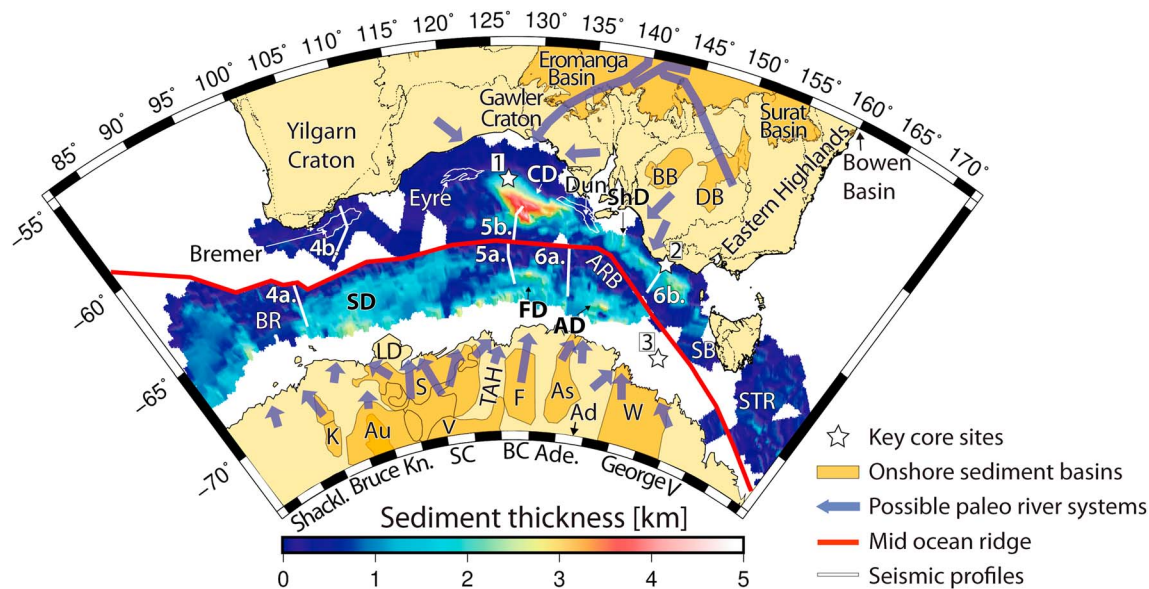 85°
90°
95°
100°
105°
110°
115°
120°
125°
130°
135°
140°
145°
150°
155°
160°
165°
170°
−55°
−60°
−65°
−70°
Eromanga
Basin
Gawler
Craton
Surat
Basin
Yilgarn
Craton
Bowen
Basin
Eastern Highlands
BB
DB
1
CD
Dun.
ShD
Eyre
Bremer
4b.
5b.
5a.
6a.
ARB
2
6b.
4a.
BR
SD
FD
AD
3
SB
STR
LD
S
TAH
F
As
Ad
W
K
Au
V
Shackl.
Bruce
Kn.
SC
BC
Ade.
George V
Key core sites
Onshore sediment basins
Possible paleo river systems
Mid ocean ridge
Seismic profiles
Sediment thickness [km]
0 1 2 3 4 5